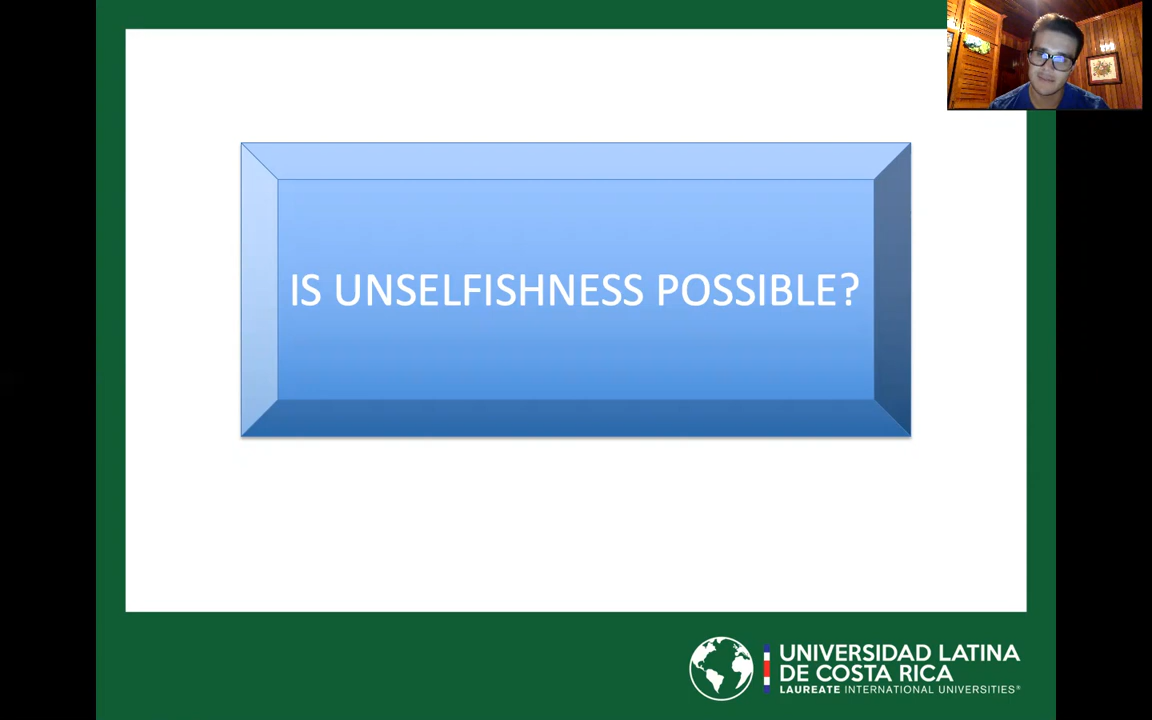 IS UNSELFISHNESS POSSIBLE?
UNIVERSIDAD LATINA
DE COSTA RICA
LAUREATE INTERNATIONAL UNIVERSITIES®